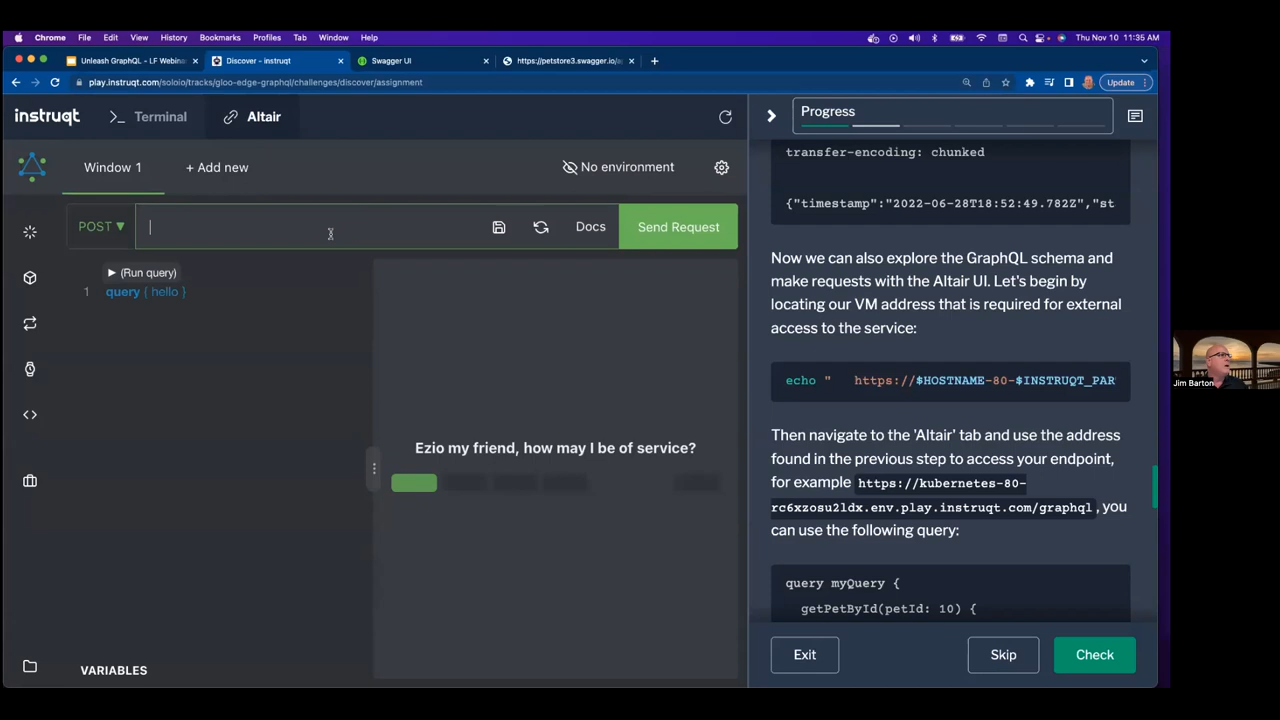 Chrome File Edit View History Bookmarks Profiles Tab Window Help
Thu Nov 10 11:35 AM
Unleash GraphQL - LF Webina × Discover - instruqt × Swagger UI × https://petstore3.swagger.io/a × +
play.instruqt.com/soloio/tracks/gloo-edge-graphql/challenges/discover/assignment
Update
instruqt >_ Terminal Altair
Progress
Window 1 + Add new No environment
POST ▼ Docs Send Request
▶ (Run query)
1 query { hello }
Ezio my friend, how may I be of service?
VARIABLES
transfer-encoding: chunked
{"timestamp":"2022-06-28T18:52:49.782Z","st
Now we can also explore the GraphQL schema and
make requests with the Altair UI. Let's begin by
locating our VM address that is required for external
access to the service:
echo " https://$HOSTNAME-80-$INSTRUQT_PAR
Then navigate to the 'Altair' tab and use the address
found in the previous step to access your endpoint,
for example https://kubernetes-80-
rc6xzosu2ldx.env.play.instruqt.com/graphql, you
can use the following query:
query myQuery {
getPetById(petId: 10) {
Exit Skip Check
Jim Barton